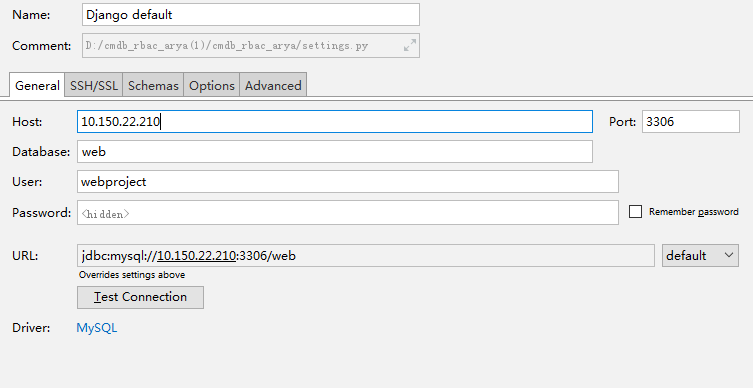 Name: Django default
Comment: D:/cmdb_rbac_arya(1)/cmdb_rbac_arya/settings.py
General SSH/SSL Schemas Options Advanced
Host: 10.150.22.210 Port: 3306
Database: web
User: webproject
Password: <hidden> Remember password
URL: jdbc:mysql://10.150.22.210:3306/web default
Overrides settings above
Test Connection
Driver: MySQL